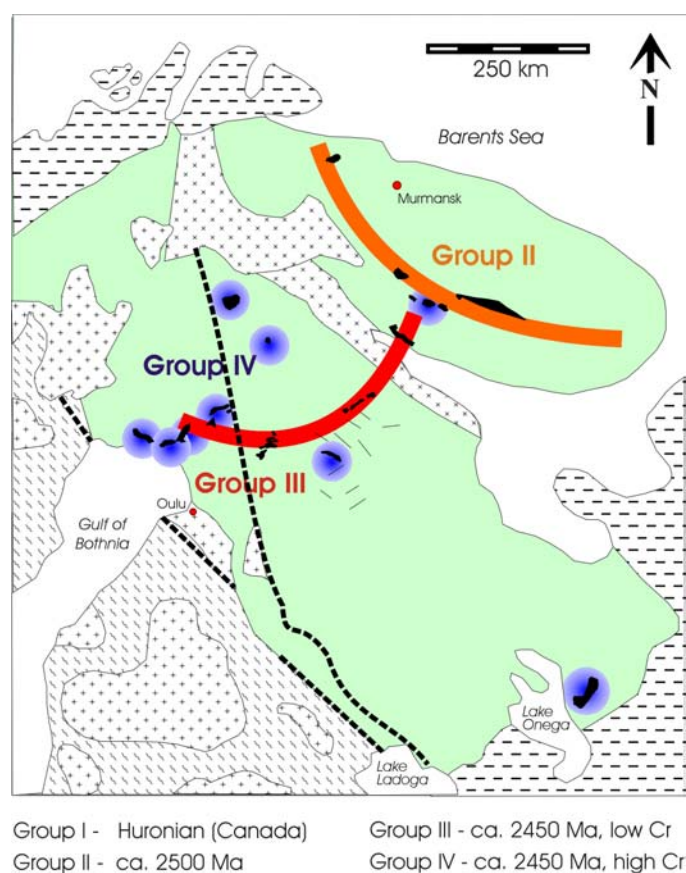 250 km
N
Barents Sea
Murmansk
Group II
Group IV
Group III
Oulu
Gulf of
Bothnia
Lake
Onega
Lake
Ladoga
Group I - Huronian (Canada)
Group II - ca. 2500 Ma
Group III - ca. 2450 Ma, low Cr
Group IV - ca. 2450 Ma, high Cr